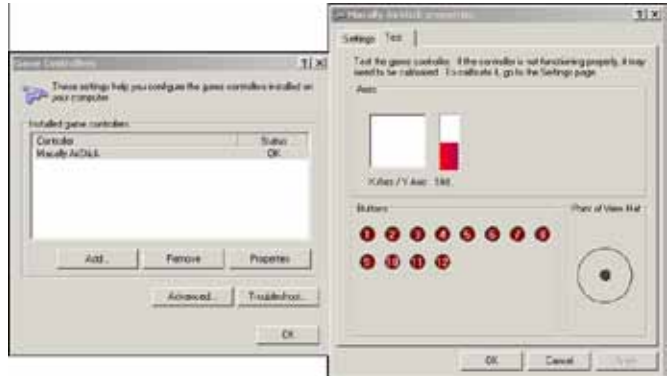 Game Controllers
These settings help you configure the game controllers installed on
your computer.
Installed game controllers
Controller Status
Macally AirStick OK
Add... Remove Properties
Advanced... Troubleshoot...
OK
Macally AirStick properties
Settings Test
Test the game controller. If the controller is not functioning properly, it may
need to be calibrated. To calibrate it, go to the Settings page.
Axes
X Axis / Y Axis
Buttons
1 2 3 4 5 6 7 8
9 10 11 12
Point of View Hat
OK Cancel Apply